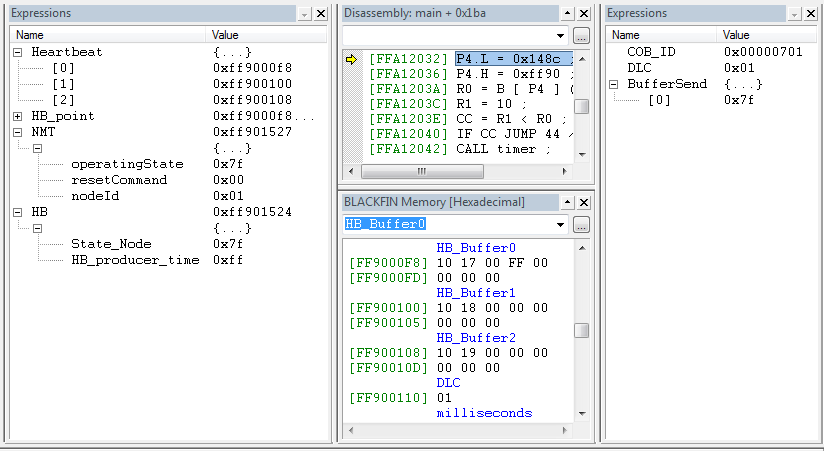 Expressions
Name Value
Heartbeat {...}
[0] 0xff9000f8
[1] 0xff900100
[2] 0xff900108
HB_point 0xff9000f8...
NMT 0xff901527
{...}
operatingState 0x7f
resetCommand 0x00
nodeId 0x01
HB 0xff901524
{...}
State_Node 0x7f
HB_producer_time 0xff
Disassembly: main + 0x1ba
...
[FFA12032] P4.L = 0x148c ;
[FFA12036] P4.H = 0xff90 ;
[FFA1203A] R0 = B [ P4 ] (
[FFA1203C] R1 = 10 ;
[FFA1203E] CC = R1 < R0 ;
[FFA12040] IF CC JUMP 44 /
[FFA12042] CALL timer ;
BLACKFIN Memory [Hexadecimal]
HB_Buffer0 ...
HB_Buffer0
[FF9000F8] 10 17 00 FF 00
[FF9000FD] 00 00 00
HB_Buffer1
[FF900100] 10 18 00 00 00
[FF900105] 00 00 00
HB_Buffer2
[FF900108] 10 19 00 00 00
[FF90010D] 00 00 00
DLC
[FF900110] 01
milliseconds
Expressions
Name Value
COB_ID 0x00000701
DLC 0x01
BufferSend {...}
[0] 0x7f